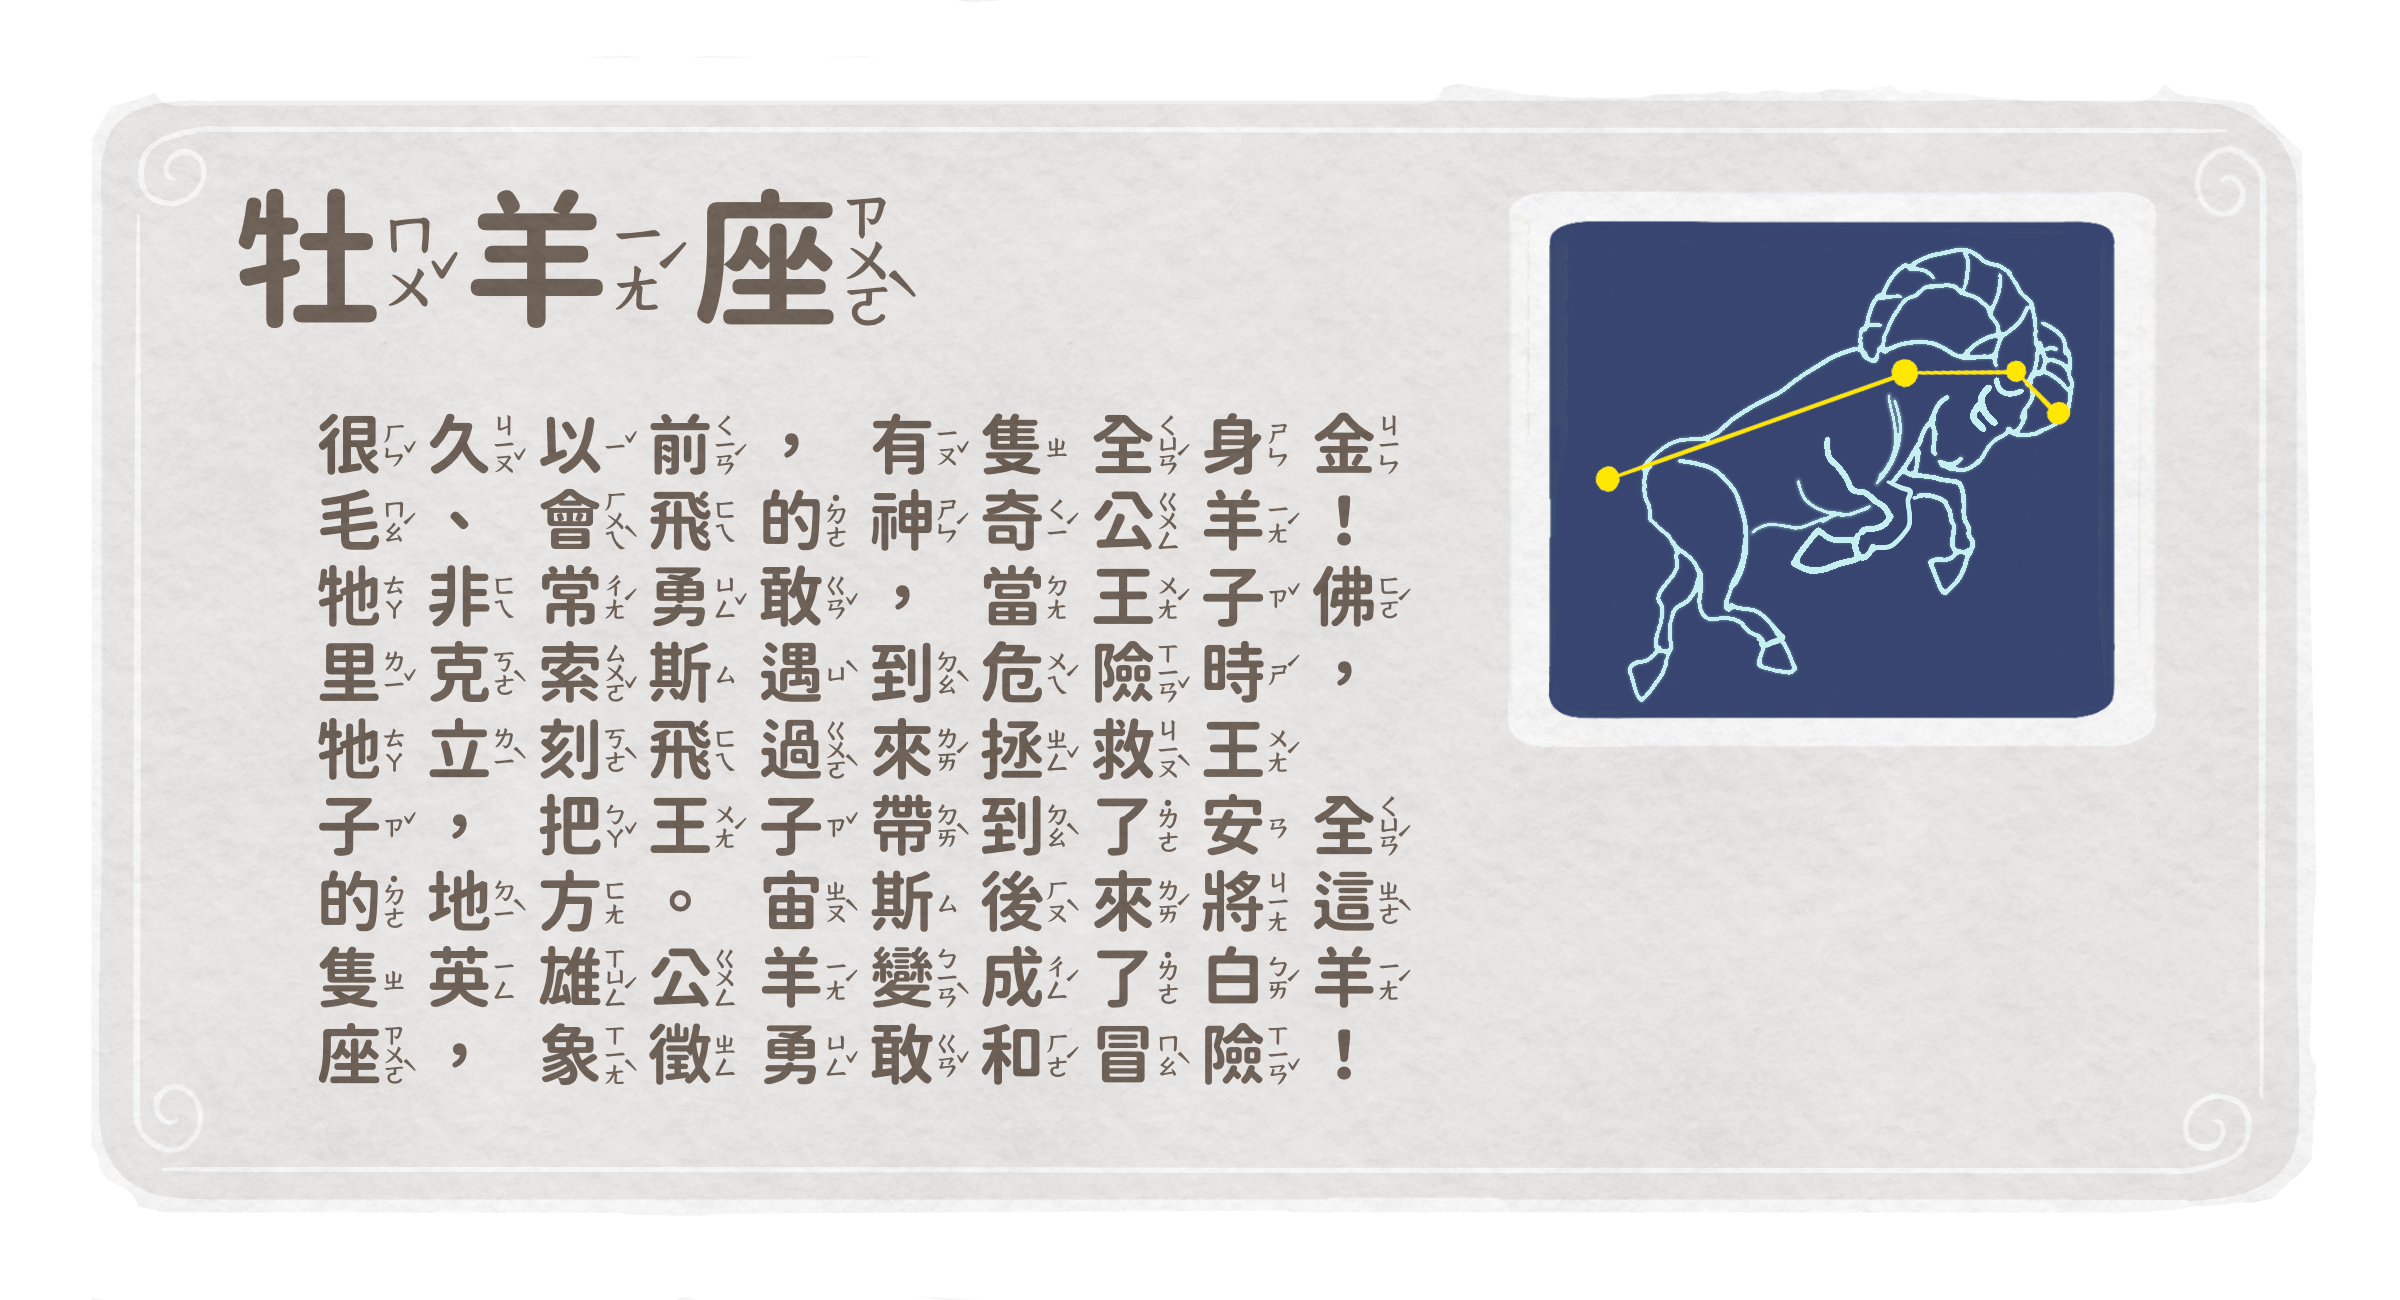 牡羊座
很久以前，有隻全身金
毛、會飛的神奇公羊！
牠非常勇敢，當王子佛
里克索斯遇到危險時，
牠立刻飛過來拯救王
子，把王子帶到了安全
的地方。宙斯後來將這
隻英雄公羊變成了白羊
座，象徵勇敢和冒險！